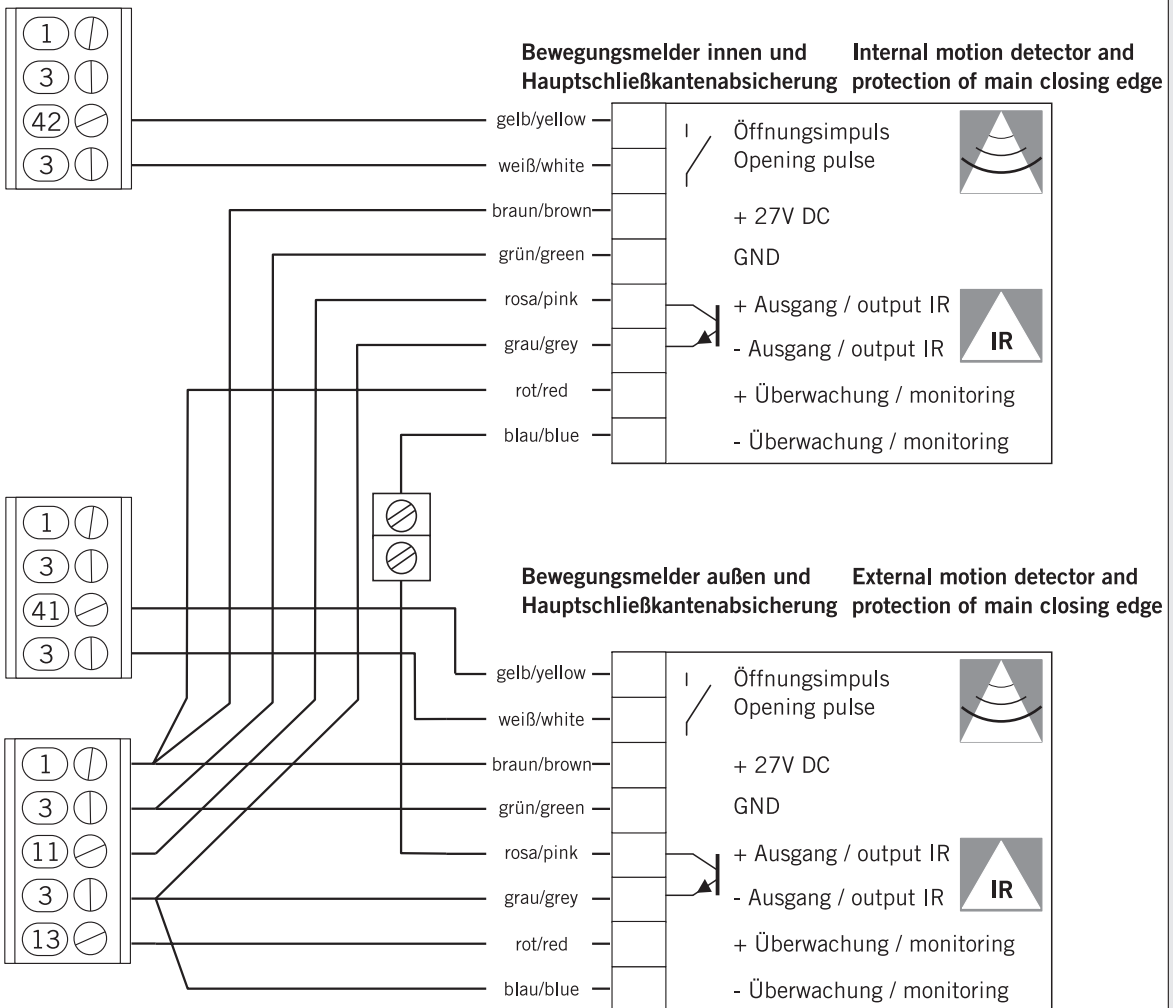 1
3
42
3
Bewegungsmelder innen und
Hauptschließkantenabsicherung
Internal motion detector and
protection of main closing edge
gelb/yellow
weiß/white
braun/brown
grün/green
rosa/pink
grau/grey
rot/red
blau/blue
Öffnungsimpuls
Opening pulse
+ 27V DC
GND
+ Ausgang / output IR
- Ausgang / output IR
IR
+ Überwachung / monitoring
- Überwachung / monitoring
1
3
41
3
Bewegungsmelder außen und
Hauptschließkantenabsicherung
External motion detector and
protection of main closing edge
1
3
11
3
13
gelb/yellow
weiß/white
braun/brown
grün/green
rosa/pink
grau/grey
rot/red
blau/blue
Öffnungsimpuls
Opening pulse
+ 27V DC
GND
+ Ausgang / output IR
- Ausgang / output IR
IR
+ Überwachung / monitoring
- Überwachung / monitoring